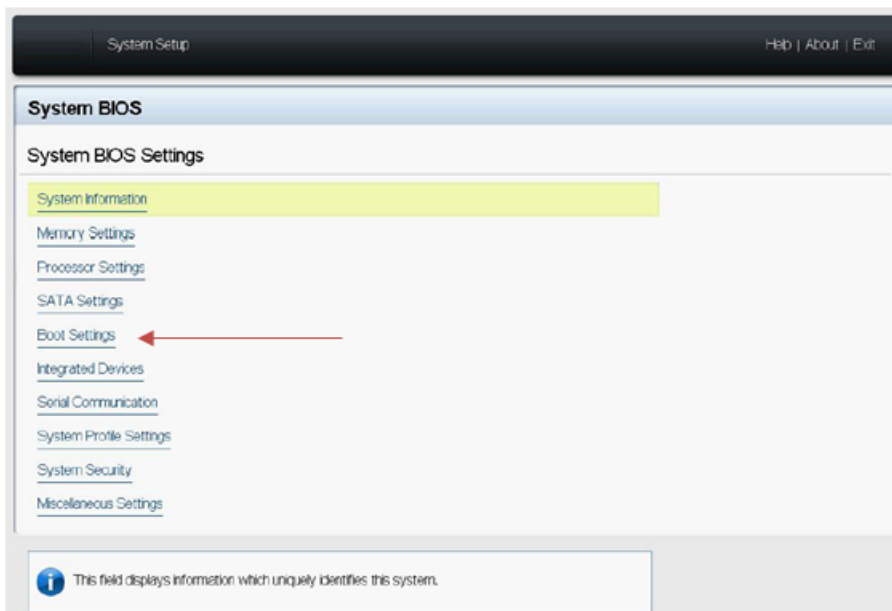 System Setup
Help | About | Exit
System BIOS
System BIOS Settings
System Information
Memory Settings
Processor Settings
SATA Settings
Boot Settings
Integrated Devices
Serial Communication
System Profile Settings
System Security
Miscellaneous Settings
This field displays information which uniquely identifies this system.